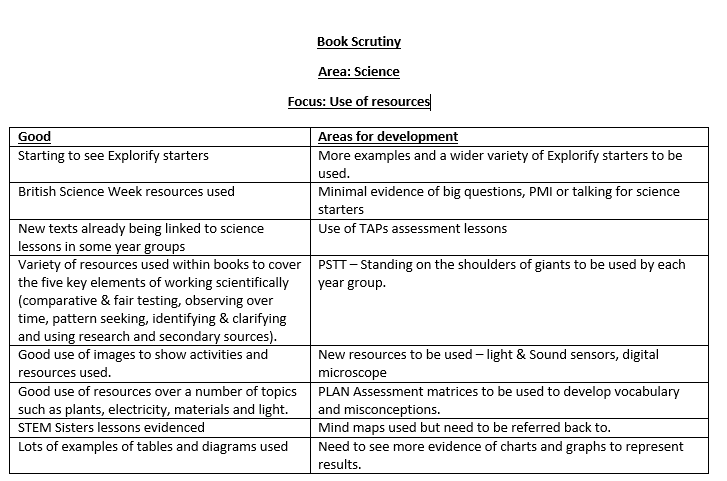 Book Scrutiny
Area: Science
Focus: Use of resources
Good
Areas for development
Starting to see Explorify starters
More examples and a wider variety of Explorify starters to be
used.
British Science Week resources used
Minimal evidence of big questions, PMI or talking for science
starters
New texts already being linked to science
lessons in some year groups
Use of TAPs assessment lessons
Variety of resources used within books to cover
the five key elements of working scientifically
(comparative & fair testing, observing over
time, pattern seeking, identifying & clarifying
and using research and secondary sources).
PSTT – Standing on the shoulders of giants to be used by each
year group.
Good use of images to show activities and
resources used.
New resources to be used – light & Sound sensors, digital
microscope
Good use of resources over a number of topics
such as plants, electricity, materials and light.
PLAN Assessment matrices to be used to develop vocabulary
and misconceptions.
STEM Sisters lessons evidenced
Mind maps used but need to be referred back to.
Lots of examples of tables and diagrams used
Need to see more evidence of charts and graphs to represent
results.